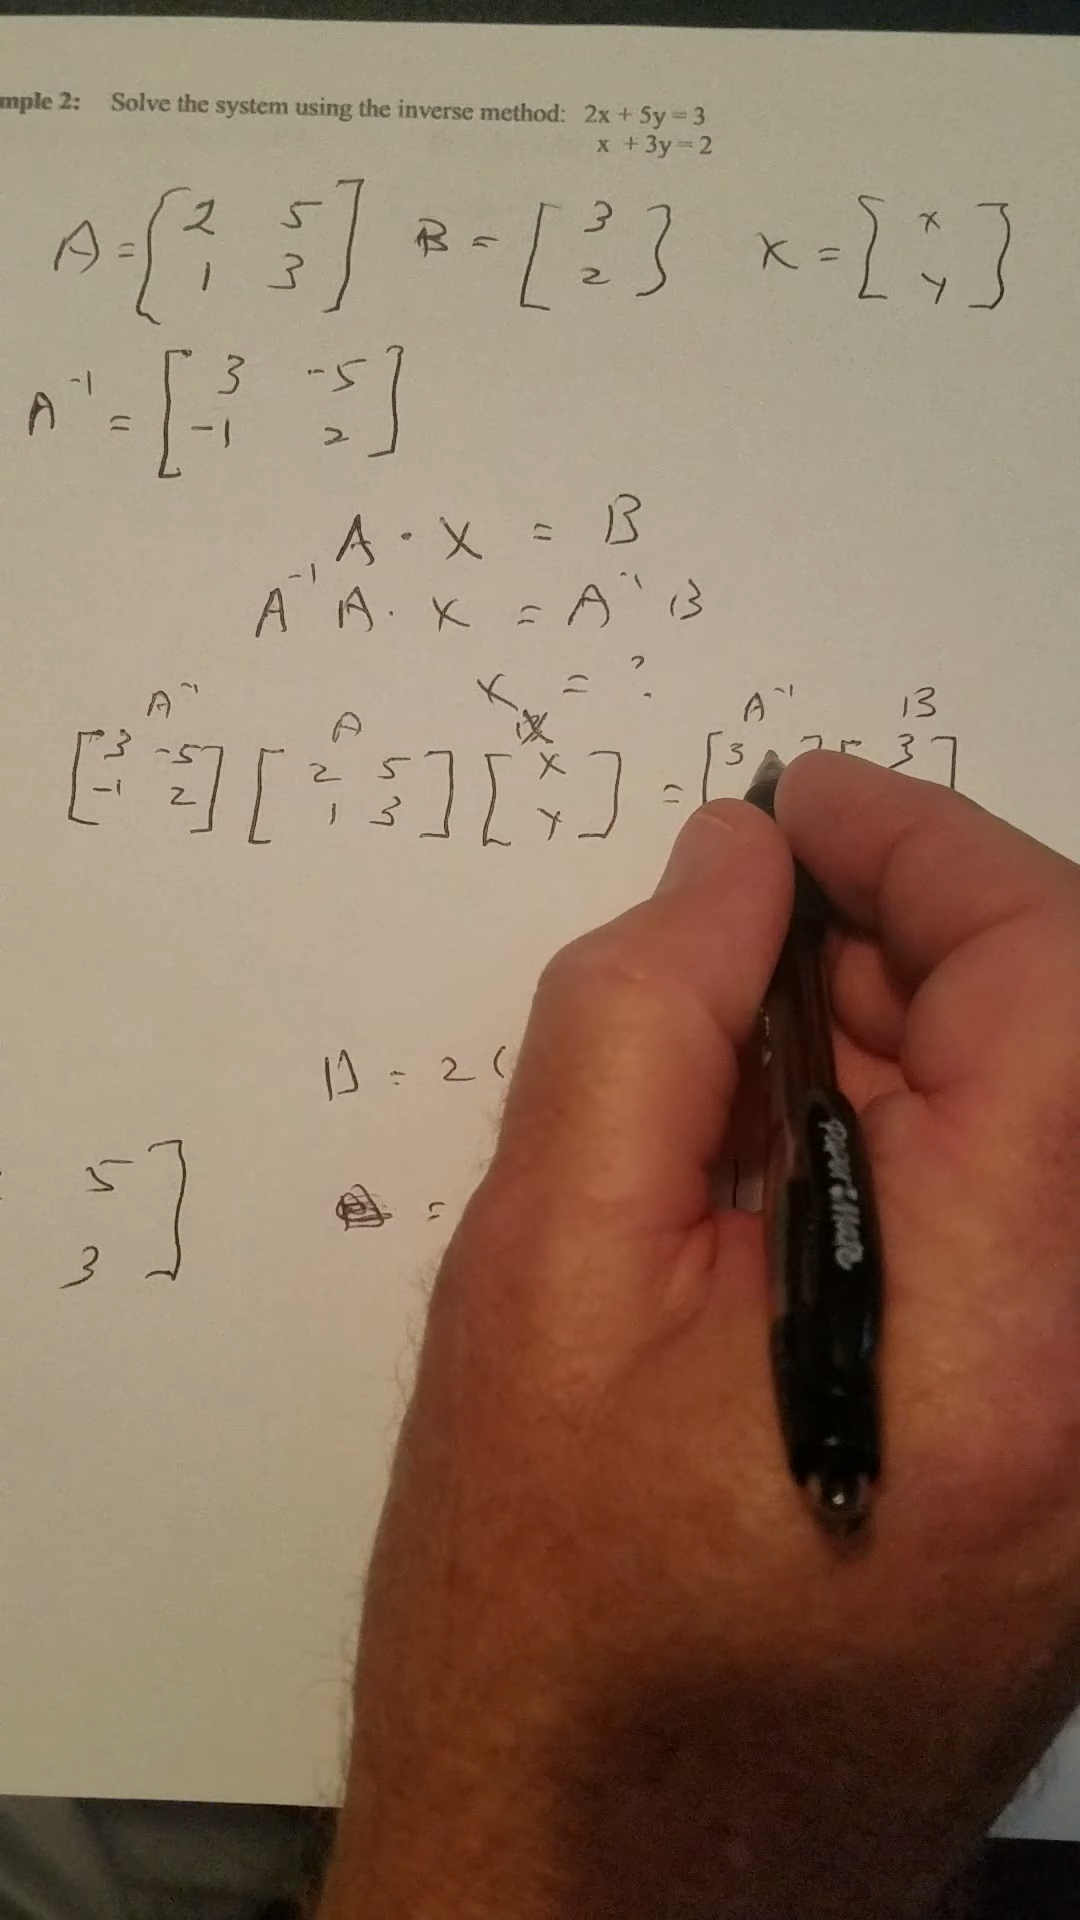 mple 2: Solve the system using the inverse method: 2x + 5y = 3
x + 3y = 2
A = [ 2 5 B = [ 3 ] X = [ x ]
1 3 ] 2 y
A⁻¹ = [ 3 -5 ]
-1 2
A · X = B
A⁻¹ A · X = A⁻¹ B
X = ?
A⁻¹ A A⁻¹ B
[ 3 -5 ] [ 2 5 ] [ x ] = [ 3 3 ]
-1 2 1 3 y
D = 2 (
5 ]
=
3
PaperMate